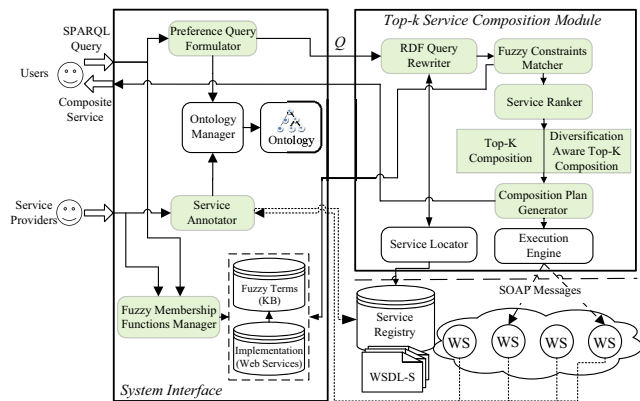 SPARQL
Query
Users
Composite
Service
Service
Providers
Preference Query
Formulator
Ontology
Manager
Ontology
Service
Annotator
Fuzzy Terms
(KB)
Fuzzy Membership
Functions Manager
Implementation
(Web Services)
System Interface
Q
Top-k Service Composition Module
RDF Query
Rewriter
Fuzzy Constraints
Matcher
Service Ranker
Top-K
Composition
Diversification
Aware Top-K
Composition
Composition Plan
Generator
Service Locator
Execution
Engine
SOAP Messages
Service
Registry
WSDL-S
WS
WS
WS
WS